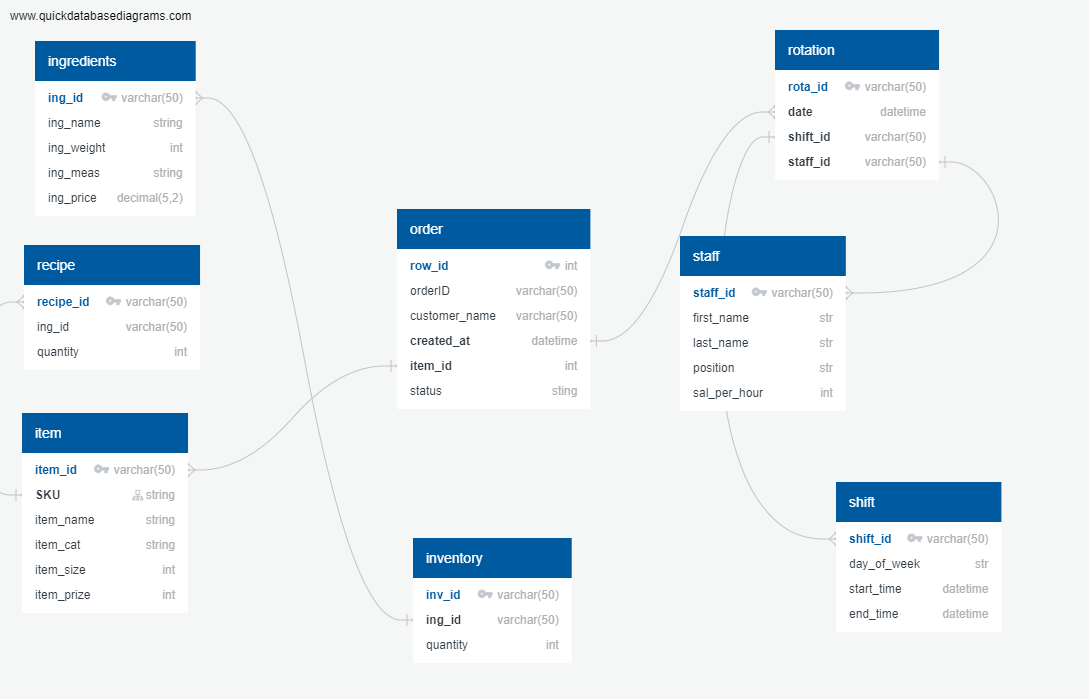 www.quickdatabasediagrams.com
ingredients
ing_id varchar(50)
ing_name string
ing_weight int
ing_meas string
ing_price decimal(5,2)
recipe
recipe_id varchar(50)
ing_id varchar(50)
quantity int
item
item_id varchar(50)
SKU string
item_name string
item_cat string
item_size int
item_prize int
order
row_id int
orderID varchar(50)
customer_name varchar(50)
created_at datetime
item_id int
status sting
inventory
inv_id varchar(50)
ing_id varchar(50)
quantity int
rotation
rota_id varchar(50)
date datetime
shift_id varchar(50)
staff_id varchar(50)
staff
staff_id varchar(50)
first_name str
last_name str
position str
sal_per_hour int
shift
shift_id varchar(50)
day_of_week str
start_time datetime
end_time datetime